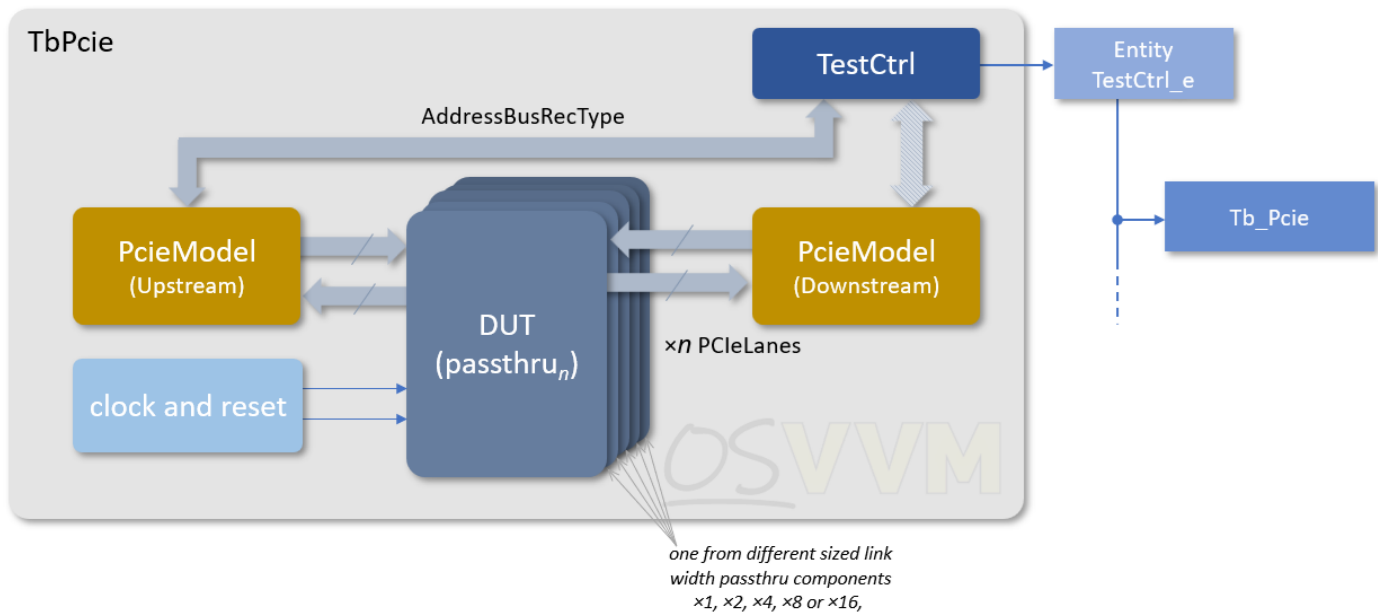 TbPcie
TestCtrl
Entity
TestCtrl_e
AddressBusRecType
Tb_Pcie
PcieModel
(Upstream)
PcieModel
(Downstream)
DUT
(passthruₙ)
×n PCIeLanes
clock and reset
OSVVM
one from different sized link
width passthru components
×1, ×2, ×4, ×8 or ×16,